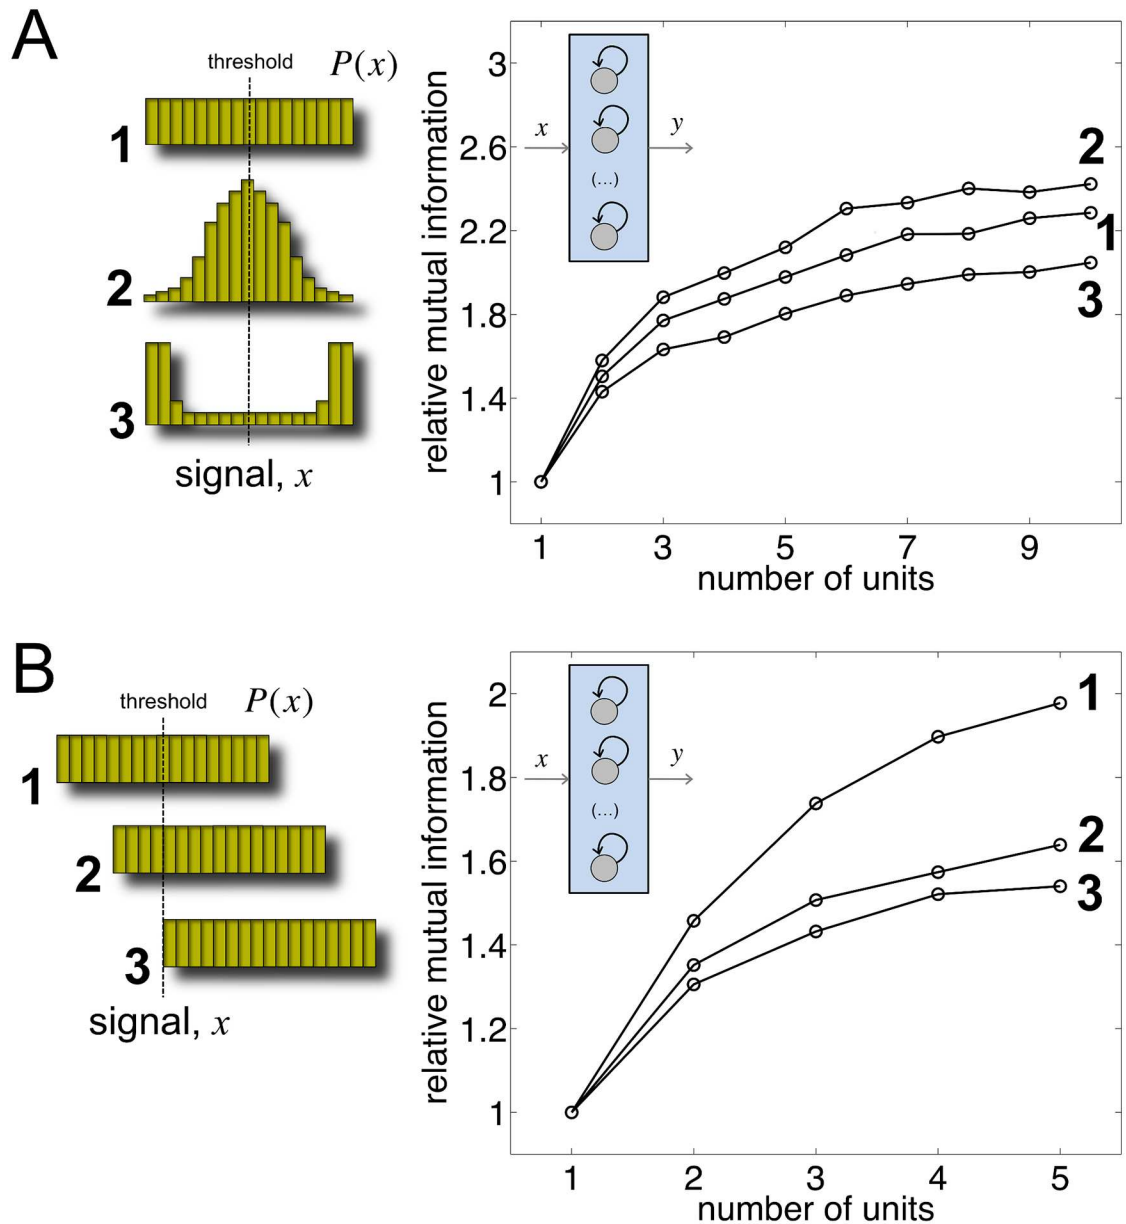 A
threshold
P(x)
1
2
3
signal, x
relative mutual information
3
2.6
2.2
1.8
1.4
1
x
y
(...)
2
1
3
1 3 5 7 9
number of units
B
threshold
P(x)
1
2
3
signal, x
relative mutual information
2
1.8
1.6
1.4
1.2
1
x
y
(...)
1
2
3
1 2 3 4 5
number of units